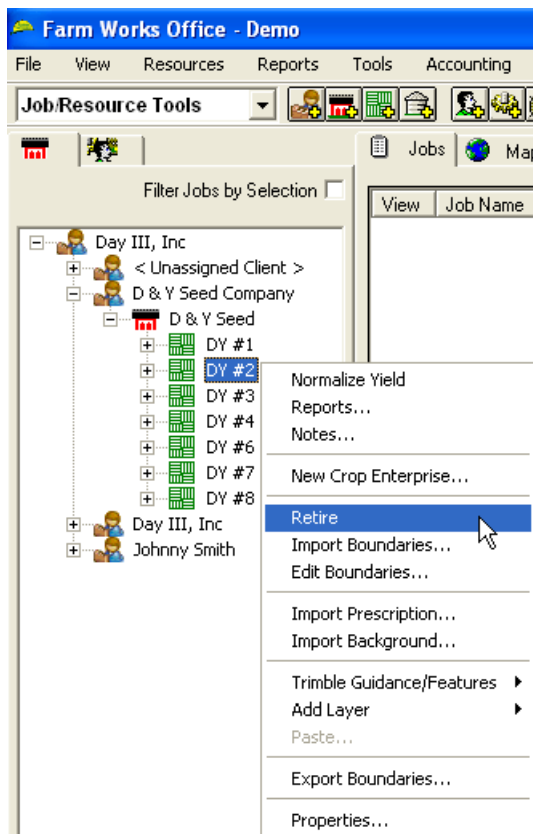 Farm Works Office - Demo
File View Resources Reports Tools Accounting
Job/Resource Tools
Jobs
Filter Jobs by Selection
View Job Name
Day III, Inc
< Unassigned Client >
D & Y Seed Company
D & Y Seed
DY #1
DY #2
DY #3
DY #4
DY #6
DY #7
DY #8
Day III, Inc
Johnny Smith
Normalize Yield
Reports...
Notes...
New Crop Enterprise...
Retire
Import Boundaries...
Edit Boundaries...
Import Prescription...
Import Background...
Trimble Guidance/Features
Add Layer
Paste...
Export Boundaries...
Properties...